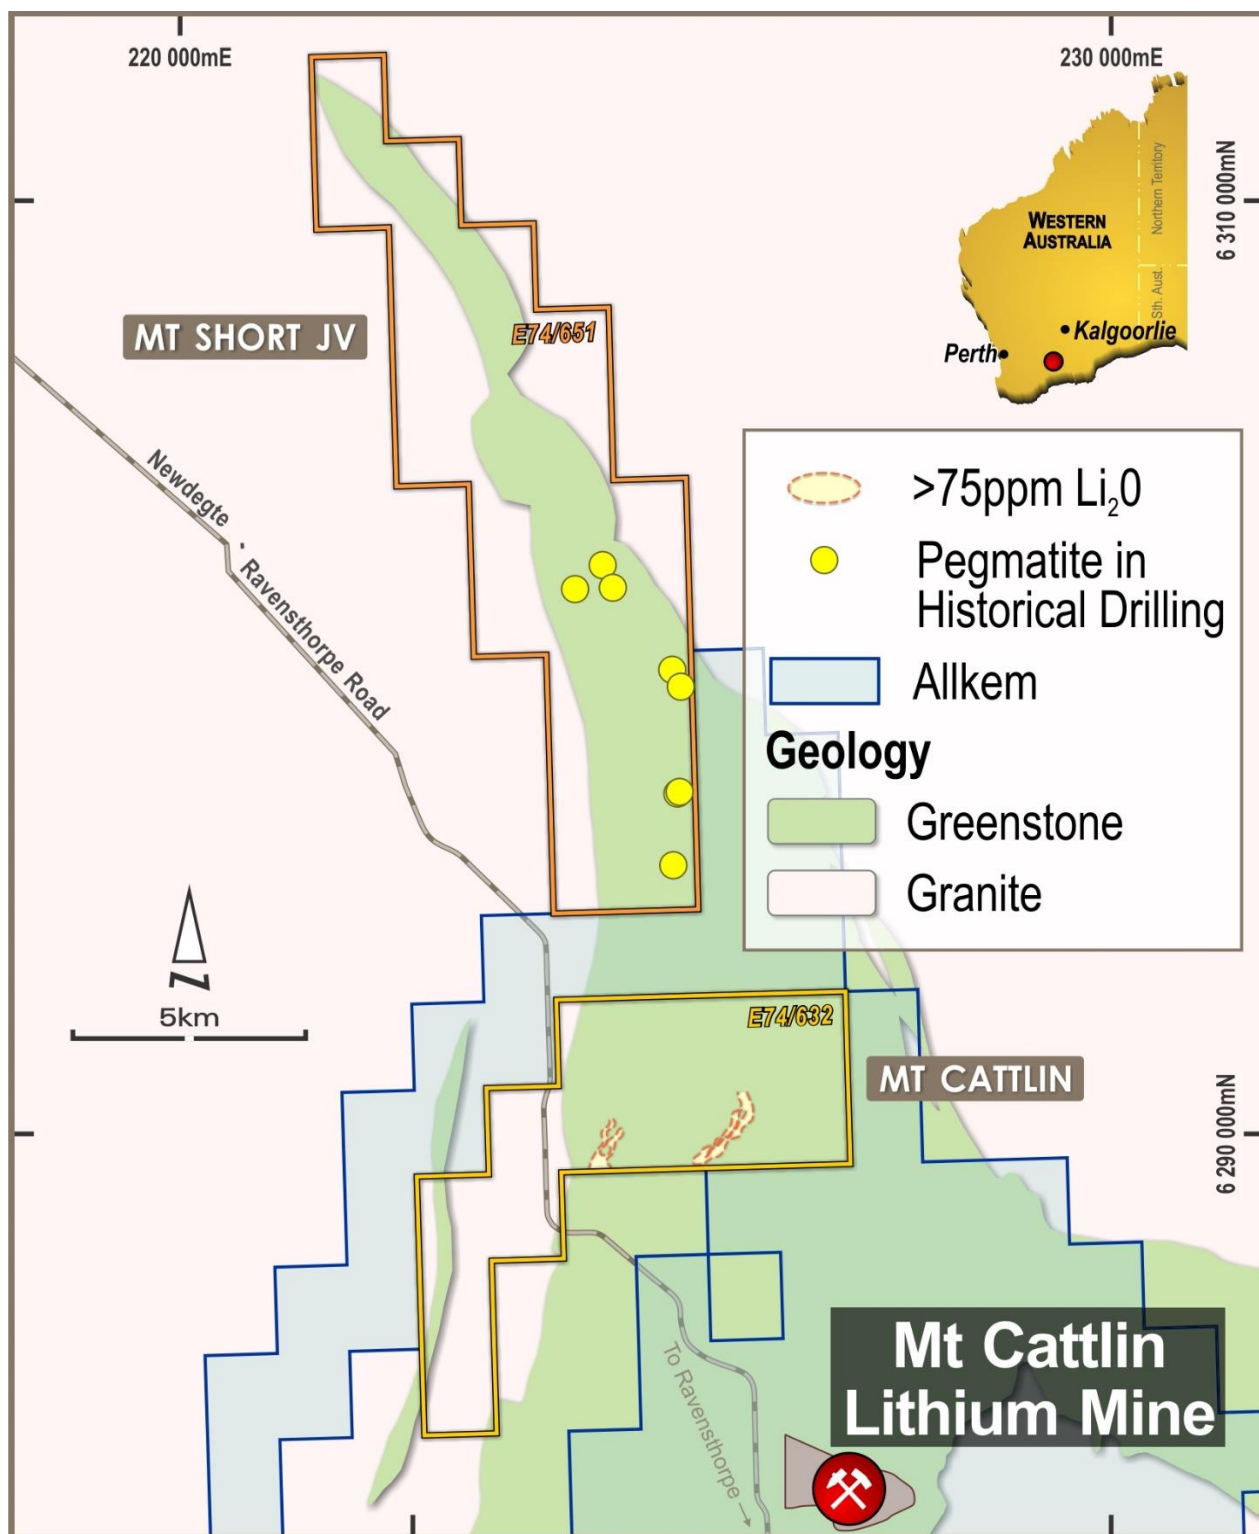 220 000mE
230 000mE
6 310 000mN
WESTERN
AUSTRALIA
Northern Territory
Sth. Aust.
Kalgoorlie
Perth
MT SHORT JV
E74/651
Newdegte - Ravensthorpe Road
>75ppm Li₂0
Pegmatite in
Historical Drilling
Allkem
Geology
Greenstone
Granite
N
5km
E74/632
MT CATTLIN
6 290 000mN
Mt Cattlin
Lithium Mine
To Ravensthorpe